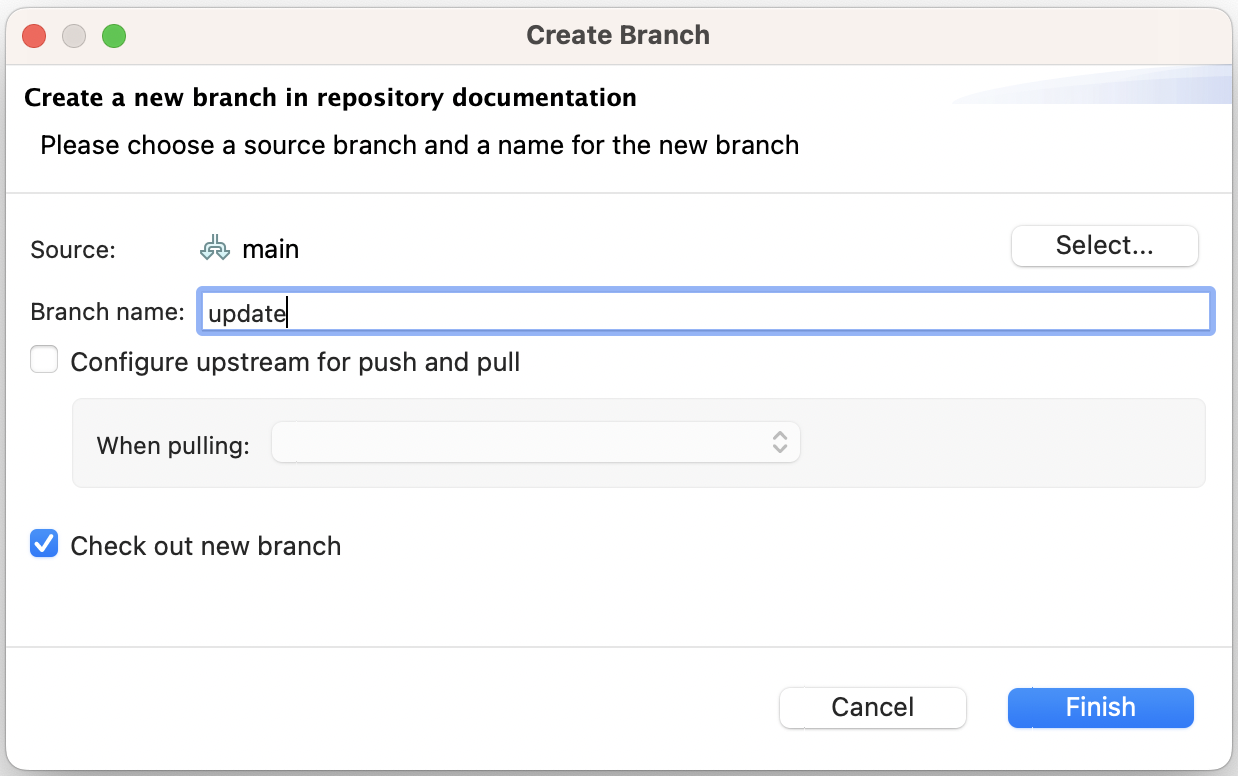 Create Branch
Create a new branch in repository documentation
Please choose a source branch and a name for the new branch
Source: main Select...
Branch name: update
Configure upstream for push and pull
When pulling:
Check out new branch
Cancel Finish